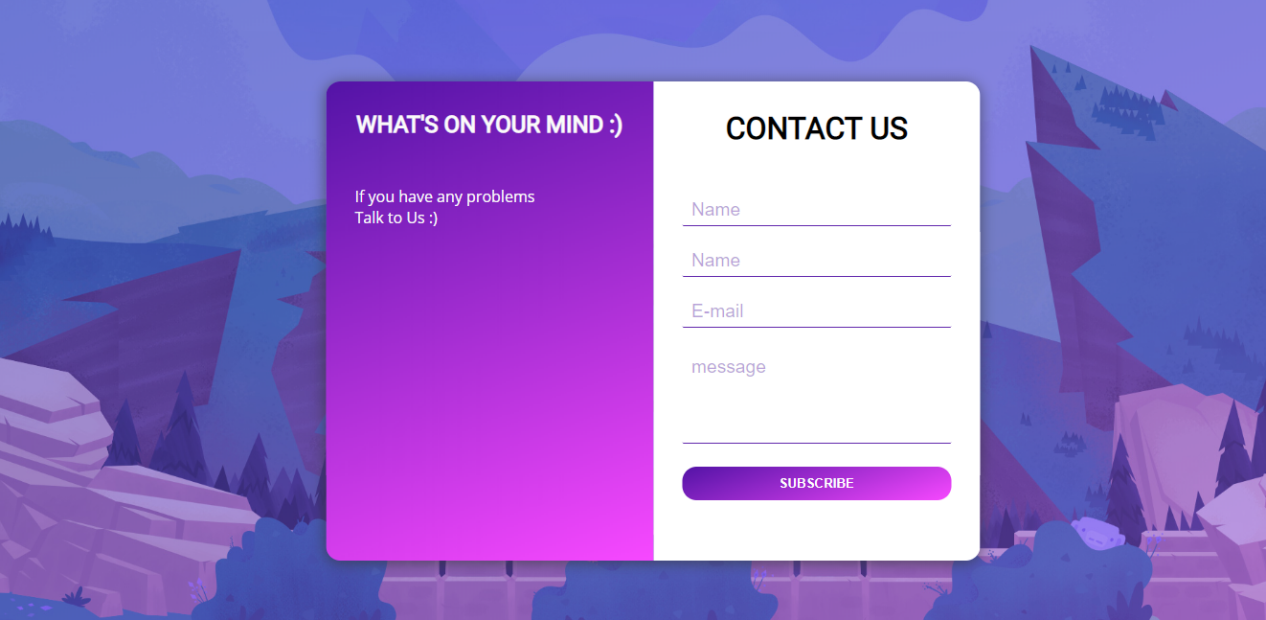 WHAT'S ON YOUR MIND :)
If you have any problems
Talk to Us :)
CONTACT US
Name
Name
E-mail
message
SUBSCRIBE